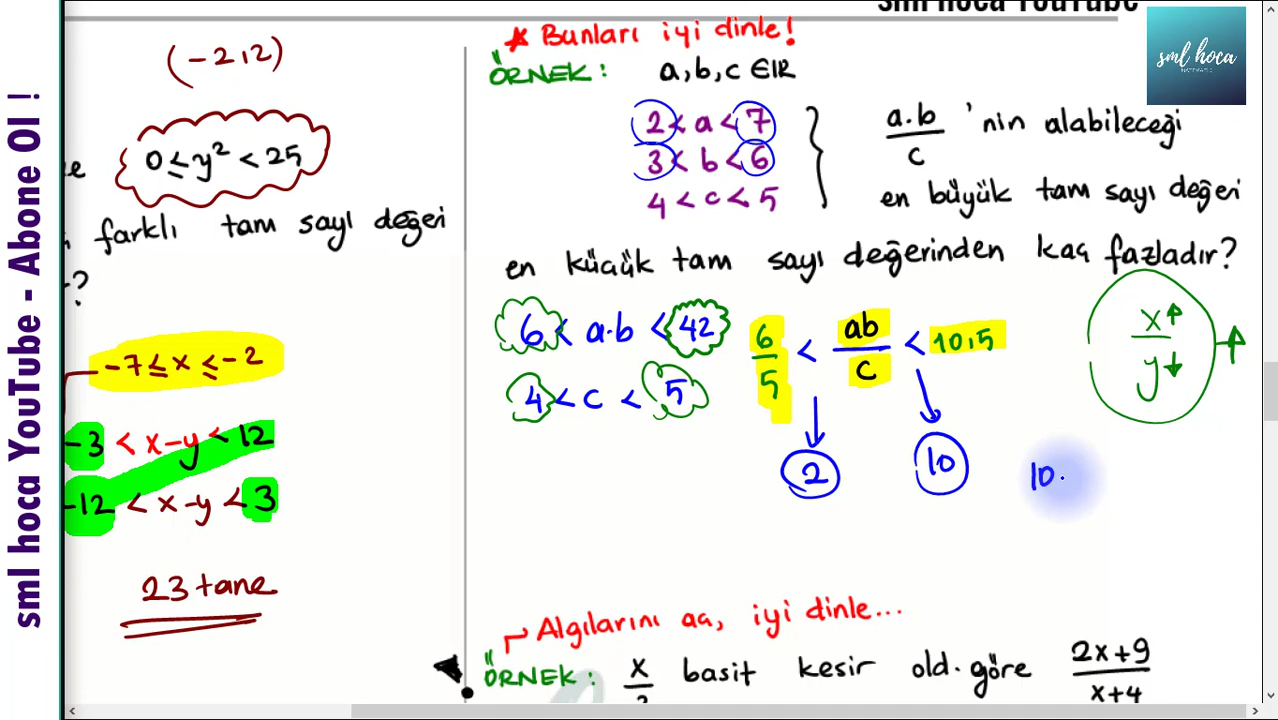 sml hoca YouTube - Abone Ol !
sml hoca YouTube
sml hoca
(-2,12)
0 ≤ y² < 25
farklı tam sayı değeri
?
-7 ≤ x ≤ -2
-3 < x-y < 12
-12 < x-y < 3
23 tane
* Bunları iyi dinle!
ÖRNEK: a, b, c ∈ IR
2 < a < 7
3 < b < 6
4 < c < 5
a.b/c 'nin alabileceği
en büyük tam sayı değeri
en küçük tam sayı değerinden kaç fazladır?
6 < a.b < 42
4 < c < 5
6/5 < ab/c < 10,5
2 10 10-
x↑/y↓ ↑
Algılarını aç, iyi dinle...
ÖRNEK: x basit kesir old. göre 2x+9/x+4